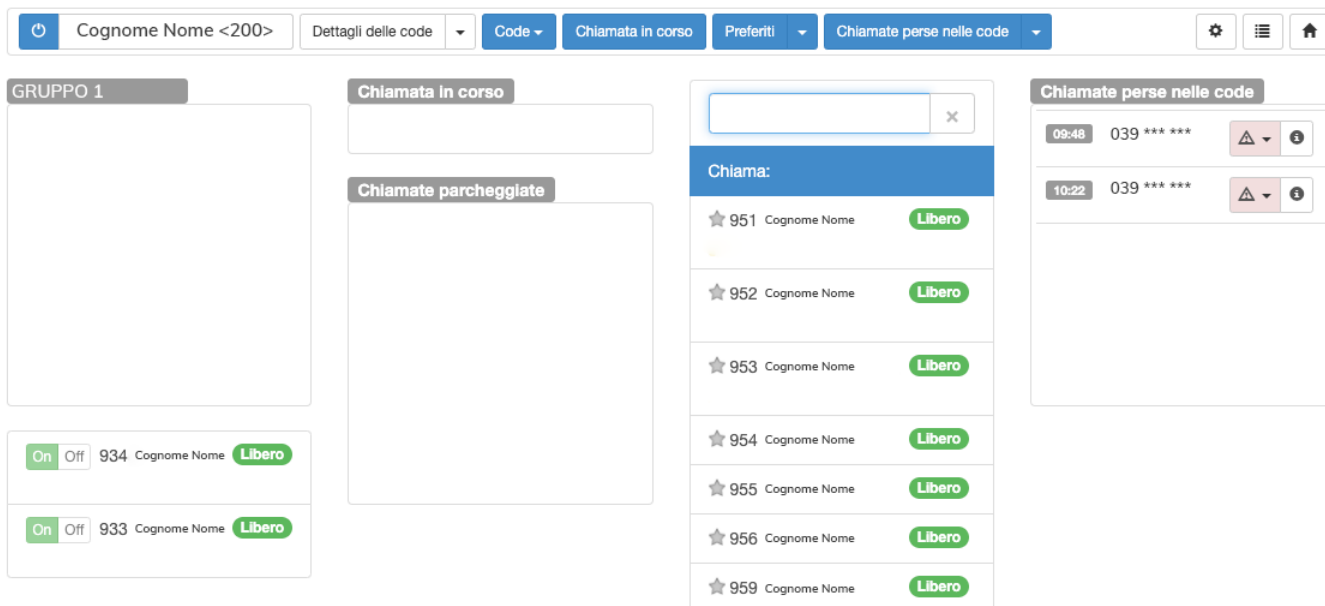 Cognome Nome <200>
Dettagli delle code
Code
Chiamata in corso
Preferiti
Chiamate perse nelle code
GRUPPO 1
On Off 934 Cognome Nome Libero
On Off 933 Cognome Nome Libero
Chiamata in corso
Chiamate parcheggiate
Chiama:
951 Cognome Nome Libero
952 Cognome Nome Libero
953 Cognome Nome Libero
954 Cognome Nome Libero
955 Cognome Nome Libero
956 Cognome Nome Libero
959 Cognome Nome Libero
Chiamate perse nelle code
09:48 039 *** ***
10:22 039 *** ***